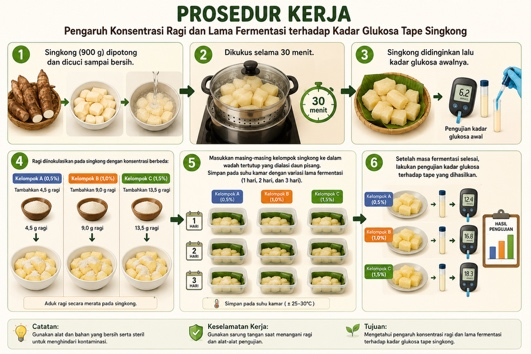 PROSEDUR KERJA
Pengaruh Konsentrasi Ragi dan Lama Fermentasi terhadap Kadar Glukosa Tape Singkong
1
Singkong (900 g) dipotong
dan dicuci sampai bersih.
2
Dikukus selama 30 menit.
30
menit
3
Singkong didinginkan lalu
kadar glukosa awalnya.
6.2
Pengujian kadar
glukosa awal
4
Ragi diinokulasikan pada singkong dengan konsentrasi berbeda:
Kelompok A (0,5%)
Kelompok B (1,0%)
Kelompok C (1,5%)
Tambahkan 4,5 g ragi
Tambahkan 9,0 g ragi
Tambahkan 13,5 g ragi
4,5 g ragi
9,0 g ragi
13,5 g ragi
Aduk ragi secara merata pada singkong.
5
Masukkan masing-masing kelompok singkong ke dalam
wadah tertutup yang dialasi daun pisang.
Simpan pada suhu kamar dengan variasi lama fermentasi
(1 hari, 2 hari, dan 3 hari).
Kelompok A
(0,5%)
Kelompok B
(1,0%)
Kelompok C
(1,5%)
1
HARI
2
HARI
3
HARI
Simpan pada suhu kamar (± 25–30°C)
6
Setelah masa fermentasi selesai,
lakukan pengujian kadar glukosa
terhadap tape yang dihasilkan.
Kelompok A
(0,5%)
12.4
Kelompok B
(1,0%)
16.8
Kelompok C
(1,5%)
18.3
HASIL
PENGUJIAN
Catatan:
Gunakan alat dan bahan yang bersih serta steril
untuk menghindari kontaminasi.
Keselamatan Kerja:
Gunakan sarung tangan saat menangani ragi
dan alat-alat pengujian.
Tujuan:
Mengetahui pengaruh konsentrasi ragi dan lama fermentasi
terhadap kadar glukosa tape singkong.